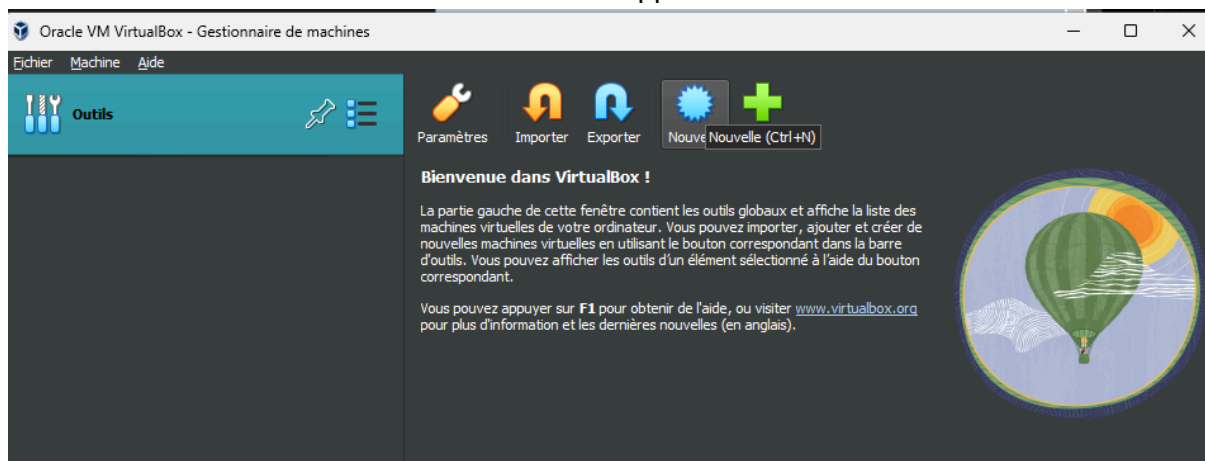 Oracle VM VirtualBox - Gestionnaire de machines
Fichier Machine Aide
Outils
Paramètres Importer Exporter Nouve Nouvelle (Ctrl+N)
Bienvenue dans VirtualBox !
La partie gauche de cette fenêtre contient les outils globaux et affiche la liste des
machines virtuelles de votre ordinateur. Vous pouvez importer, ajouter et créer de
nouvelles machines virtuelles en utilisant le bouton correspondant dans la barre
d'outils. Vous pouvez afficher les outils d'un élément sélectionné à l'aide du bouton
correspondant.
Vous pouvez appuyer sur F1 pour obtenir de l'aide, ou visiter www.virtualbox.org
pour plus d'information et les dernières nouvelles (en anglais).